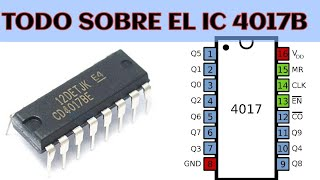 TODO SOBRE EL IC 4017B
12DETJK E4
CD4017BE
4017
Q5 1 16 VDD
Q1 2 15 MR
Q0 3 14 CLK
Q2 4 13 EN
Q6 5 12 CO
Q7 6 11 Q9
Q3 7 10 Q4
GND 8 9 Q8